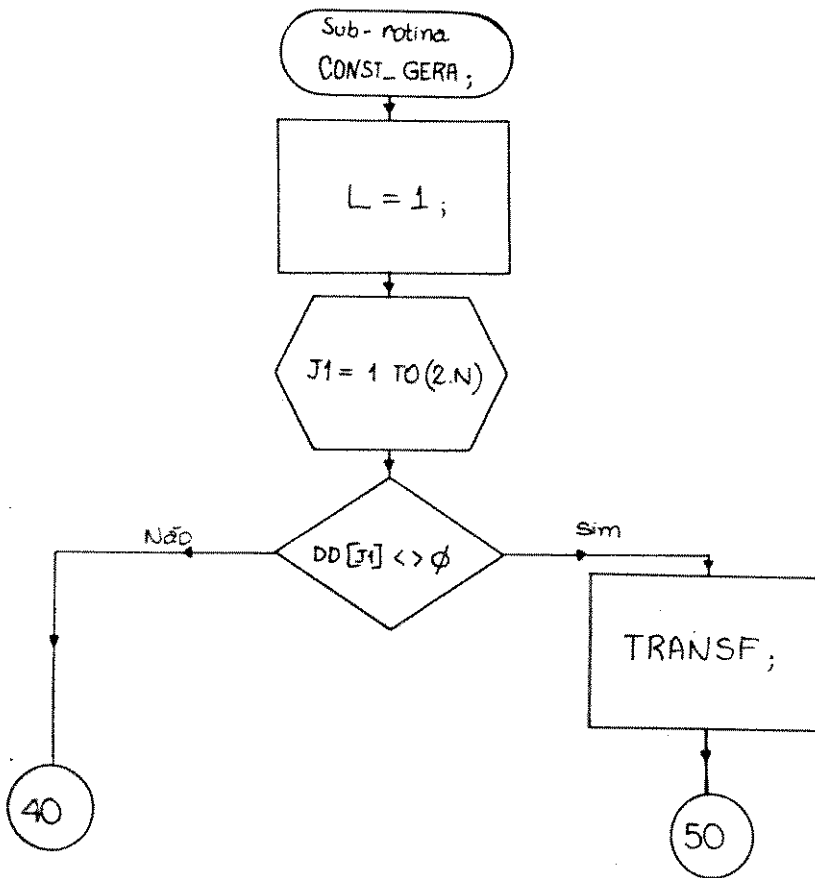 Sub-rotina
CONST_GERA;
L = 1;
J1 = 1 TO (2.N)
Não
DD[J1] <> φ
Sim
TRANSF;
40
50